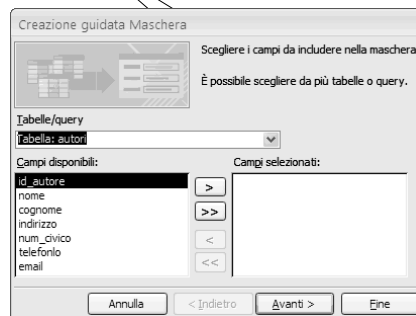 Creazione guidata Maschera
Scegliere i campi da includere nella maschera
È possibile scegliere da più tabelle o query.
Tabelle/query
Tabella: autori
Campi disponibili:
Campi selezionati:
id_autore
nome
cognome
indirizzo
num_civico
telefonlo
email
>
>>
<
<<
Annulla
< Indietro
Avanti >
Fine